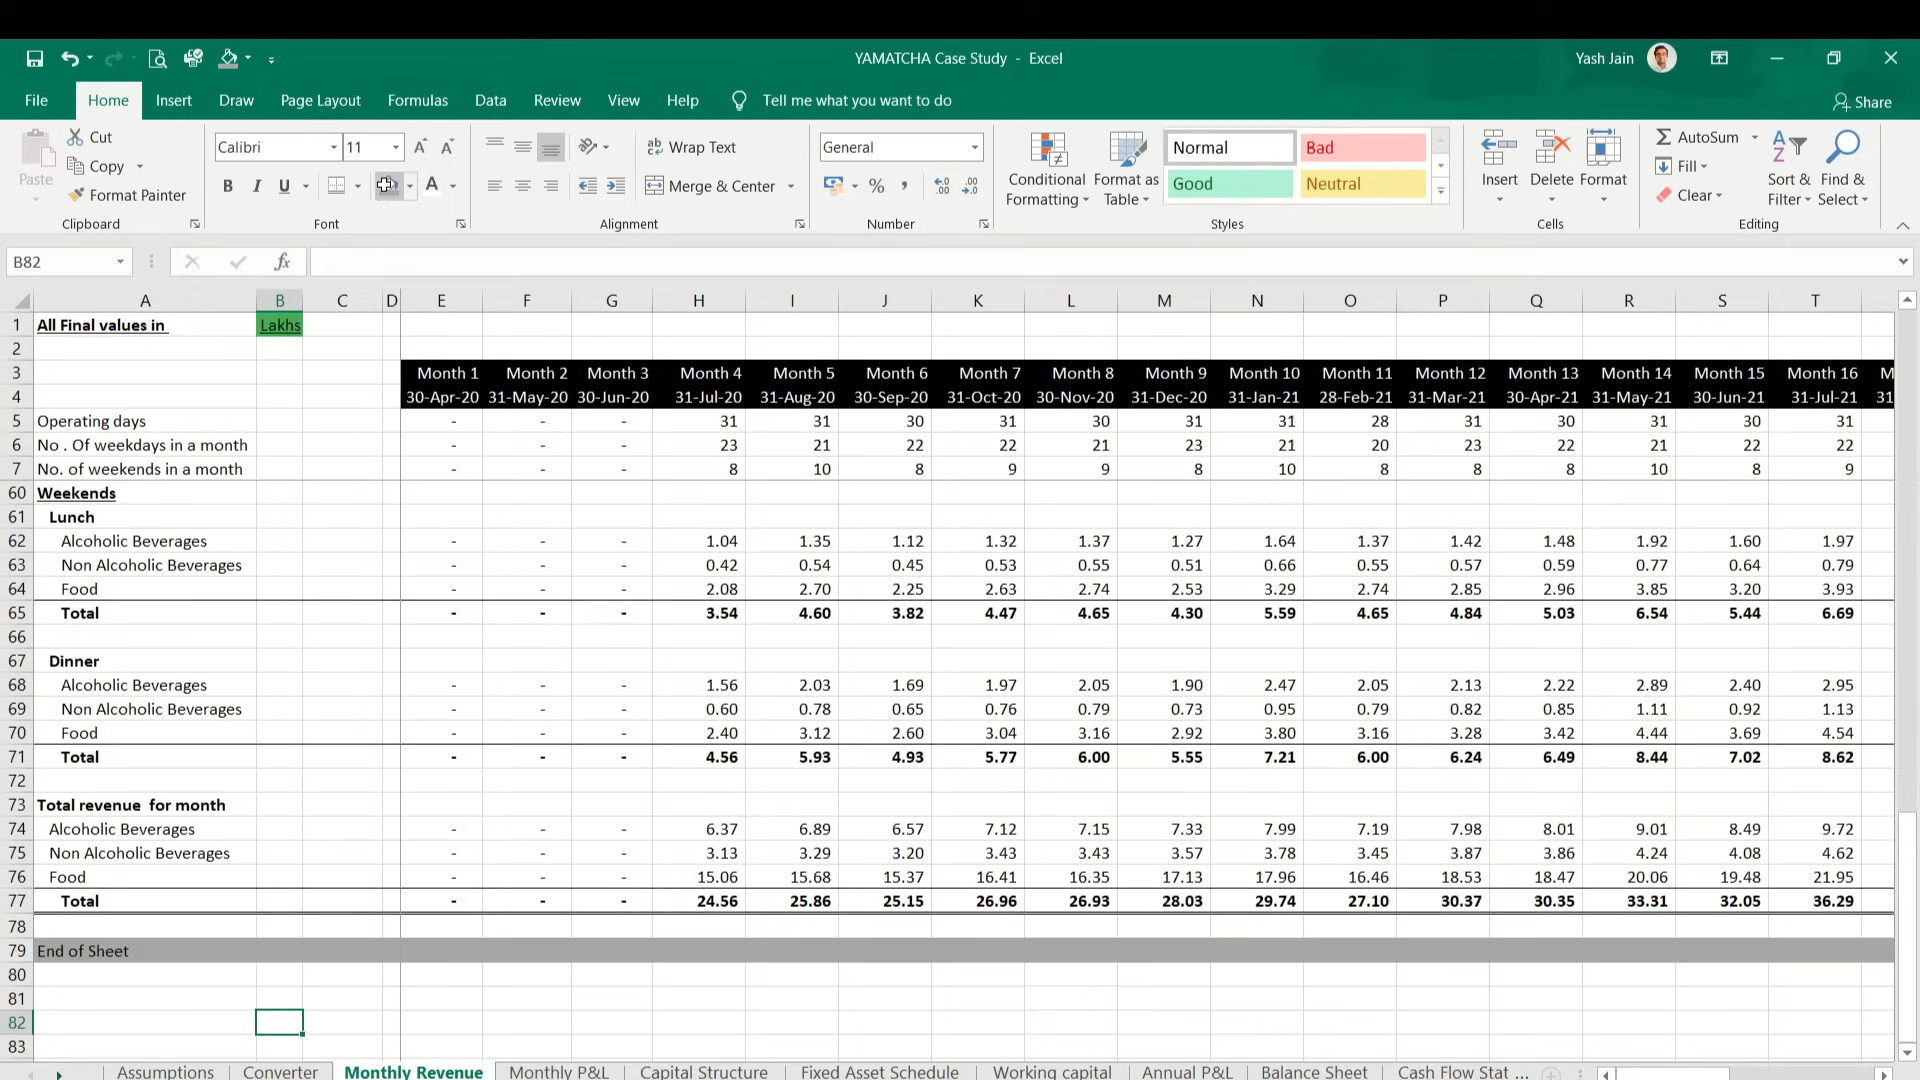 YAMATCHA Case Study - Excel
Yash Jain
File Home Insert Draw Page Layout Formulas Data Review View Help Tell me what you want to do Share
Paste Cut Copy Format Painter Clipboard
Calibri 11 B I U A Font
Wrap Text Merge & Center Alignment
General % , Number
Conditional Formatting Format as Table Normal Bad Good Neutral Styles
Insert Delete Format Cells
AutoSum Fill Clear Sort & Filter Find & Select Editing
B82 fx
A B C D E F G H I J K L M N O P Q R S T
1 All Final values in Lakhs
2
3 Month 1 Month 2 Month 3 Month 4 Month 5 Month 6 Month 7 Month 8 Month 9 Month 10 Month 11 Month 12 Month 13 Month 14 Month 15 Month 16 M
4 30-Apr-20 31-May-20 30-Jun-20 31-Jul-20 31-Aug-20 30-Sep-20 31-Oct-20 30-Nov-20 31-Dec-20 31-Jan-21 28-Feb-21 31-Mar-21 30-Apr-21 31-May-21 30-Jun-21 31-Jul-21 31
5 Operating days - - - 31 31 30 31 30 31 31 28 31 30 31 30 31
6 No . Of weekdays in a month - - - 23 21 22 22 21 23 21 20 23 22 21 22 22
7 No. of weekends in a month - - - 8 10 8 9 9 8 10 8 8 8 10 8 9
60 Weekends
61 Lunch
62 Alcoholic Beverages - - - 1.04 1.35 1.12 1.32 1.37 1.27 1.64 1.37 1.42 1.48 1.92 1.60 1.97
63 Non Alcoholic Beverages - - - 0.42 0.54 0.45 0.53 0.55 0.51 0.66 0.55 0.57 0.59 0.77 0.64 0.79
64 Food - - - 2.08 2.70 2.25 2.63 2.74 2.53 3.29 2.74 2.85 2.96 3.85 3.20 3.93
65 Total - - - 3.54 4.60 3.82 4.47 4.65 4.30 5.59 4.65 4.84 5.03 6.54 5.44 6.69
66
67 Dinner
68 Alcoholic Beverages - - - 1.56 2.03 1.69 1.97 2.05 1.90 2.47 2.05 2.13 2.22 2.89 2.40 2.95
69 Non Alcoholic Beverages - - - 0.60 0.78 0.65 0.76 0.79 0.73 0.95 0.79 0.82 0.85 1.11 0.92 1.13
70 Food - - - 2.40 3.12 2.60 3.04 3.16 2.92 3.80 3.16 3.28 3.42 4.44 3.69 4.54
71 Total - - - 4.56 5.93 4.93 5.77 6.00 5.55 7.21 6.00 6.24 6.49 8.44 7.02 8.62
72
73 Total revenue for month
74 Alcoholic Beverages - - - 6.37 6.89 6.57 7.12 7.15 7.33 7.99 7.19 7.98 8.01 9.01 8.49 9.72
75 Non Alcoholic Beverages - - - 3.13 3.29 3.20 3.43 3.43 3.57 3.78 3.45 3.87 3.86 4.24 4.08 4.62
76 Food - - - 15.06 15.68 15.37 16.41 16.35 17.13 17.96 16.46 18.53 18.47 20.06 19.48 21.95
77 Total - - - 24.56 25.86 25.15 26.96 26.93 28.03 29.74 27.10 30.37 30.35 33.31 32.05 36.29
78
79 End of Sheet
80
81
82
83
Assumptions Converter Monthly Revenue Monthly P&L Capital Structure Fixed Asset Schedule Working capital Annual P&L Balance Sheet Cash Flow Stat ...